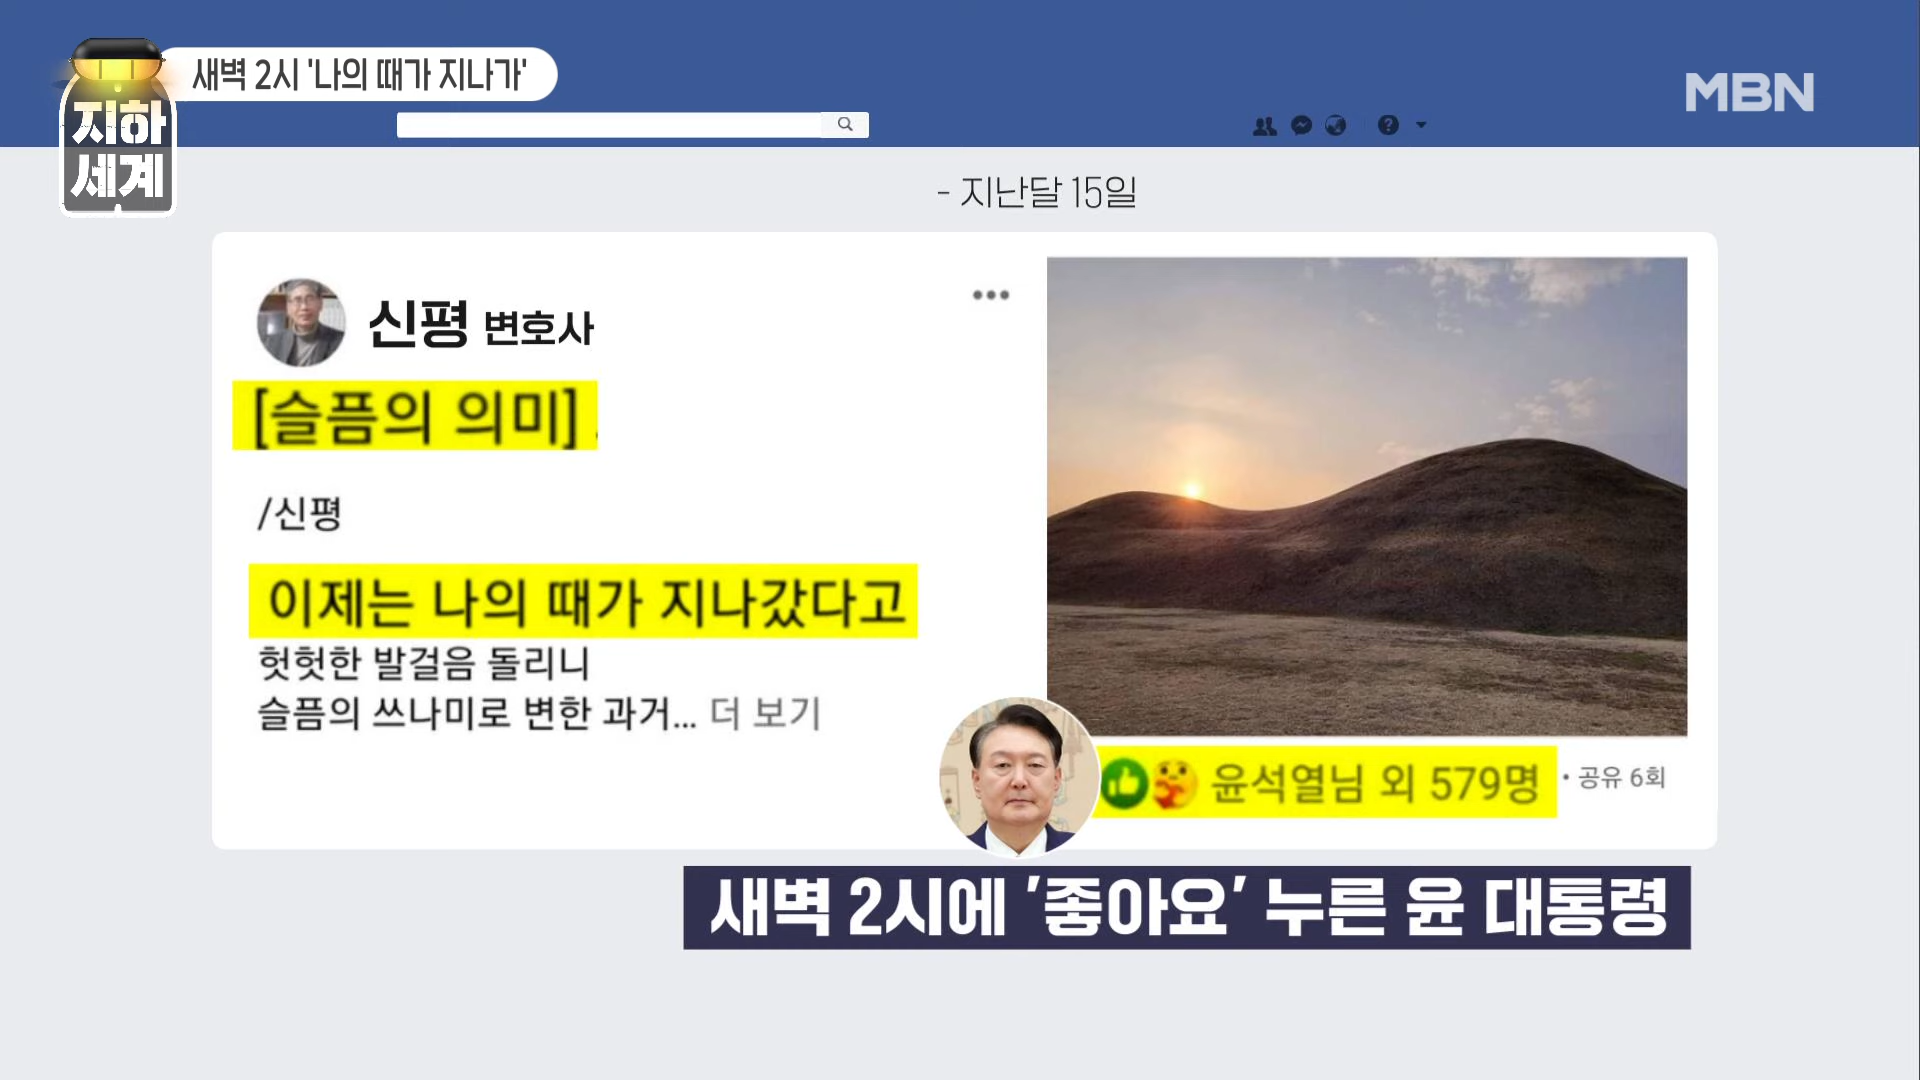 새벽 2시 '나의 때가 지나가'
MBN
지하
세계
- 지난달 15일
신평 변호사
[슬픔의 의미]
/신평
이제는 나의 때가 지나갔다고
헛헛한 발걸음 돌리니
슬픔의 쓰나미로 변한 과거... 더 보기
윤석열님 외 579명 • 공유 6회
새벽 2시에 '좋아요' 누른 윤 대통령